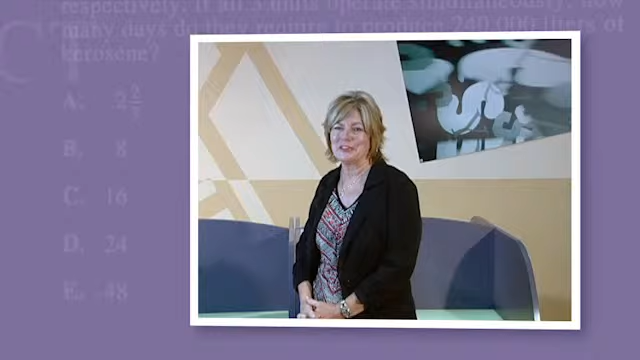 respectively. If all 3 units operate simultaneously, how
many days do they require to produce 240,000 liters of
kerosene?
A.
B. 8
C. 16
D. 24
E. 48